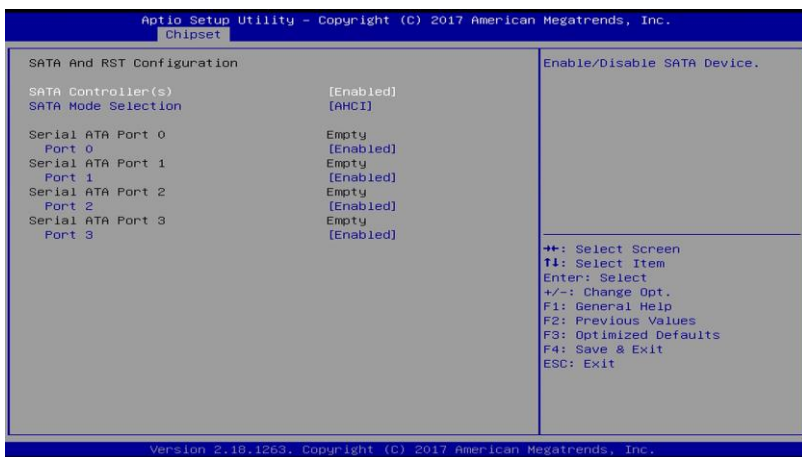 Aptio Setup Utility – Copyright (C) 2017 American Megatrends, Inc.
Chipset
SATA And RST Configuration
SATA Controller(s) [Enabled]
SATA Mode Selection [AHCI]
Serial ATA Port 0 Empty
Port 0 [Enabled]
Serial ATA Port 1 Empty
Port 1 [Enabled]
Serial ATA Port 2 Empty
Port 2 [Enabled]
Serial ATA Port 3 Empty
Port 3 [Enabled]
Enable/Disable SATA Device.
→←: Select Screen
↑↓: Select Item
Enter: Select
+/-: Change Opt.
F1: General Help
F2: Previous Values
F3: Optimized Defaults
F4: Save & Exit
ESC: Exit
Version 2.18.1263. Copyright (C) 2017 American Megatrends, Inc.